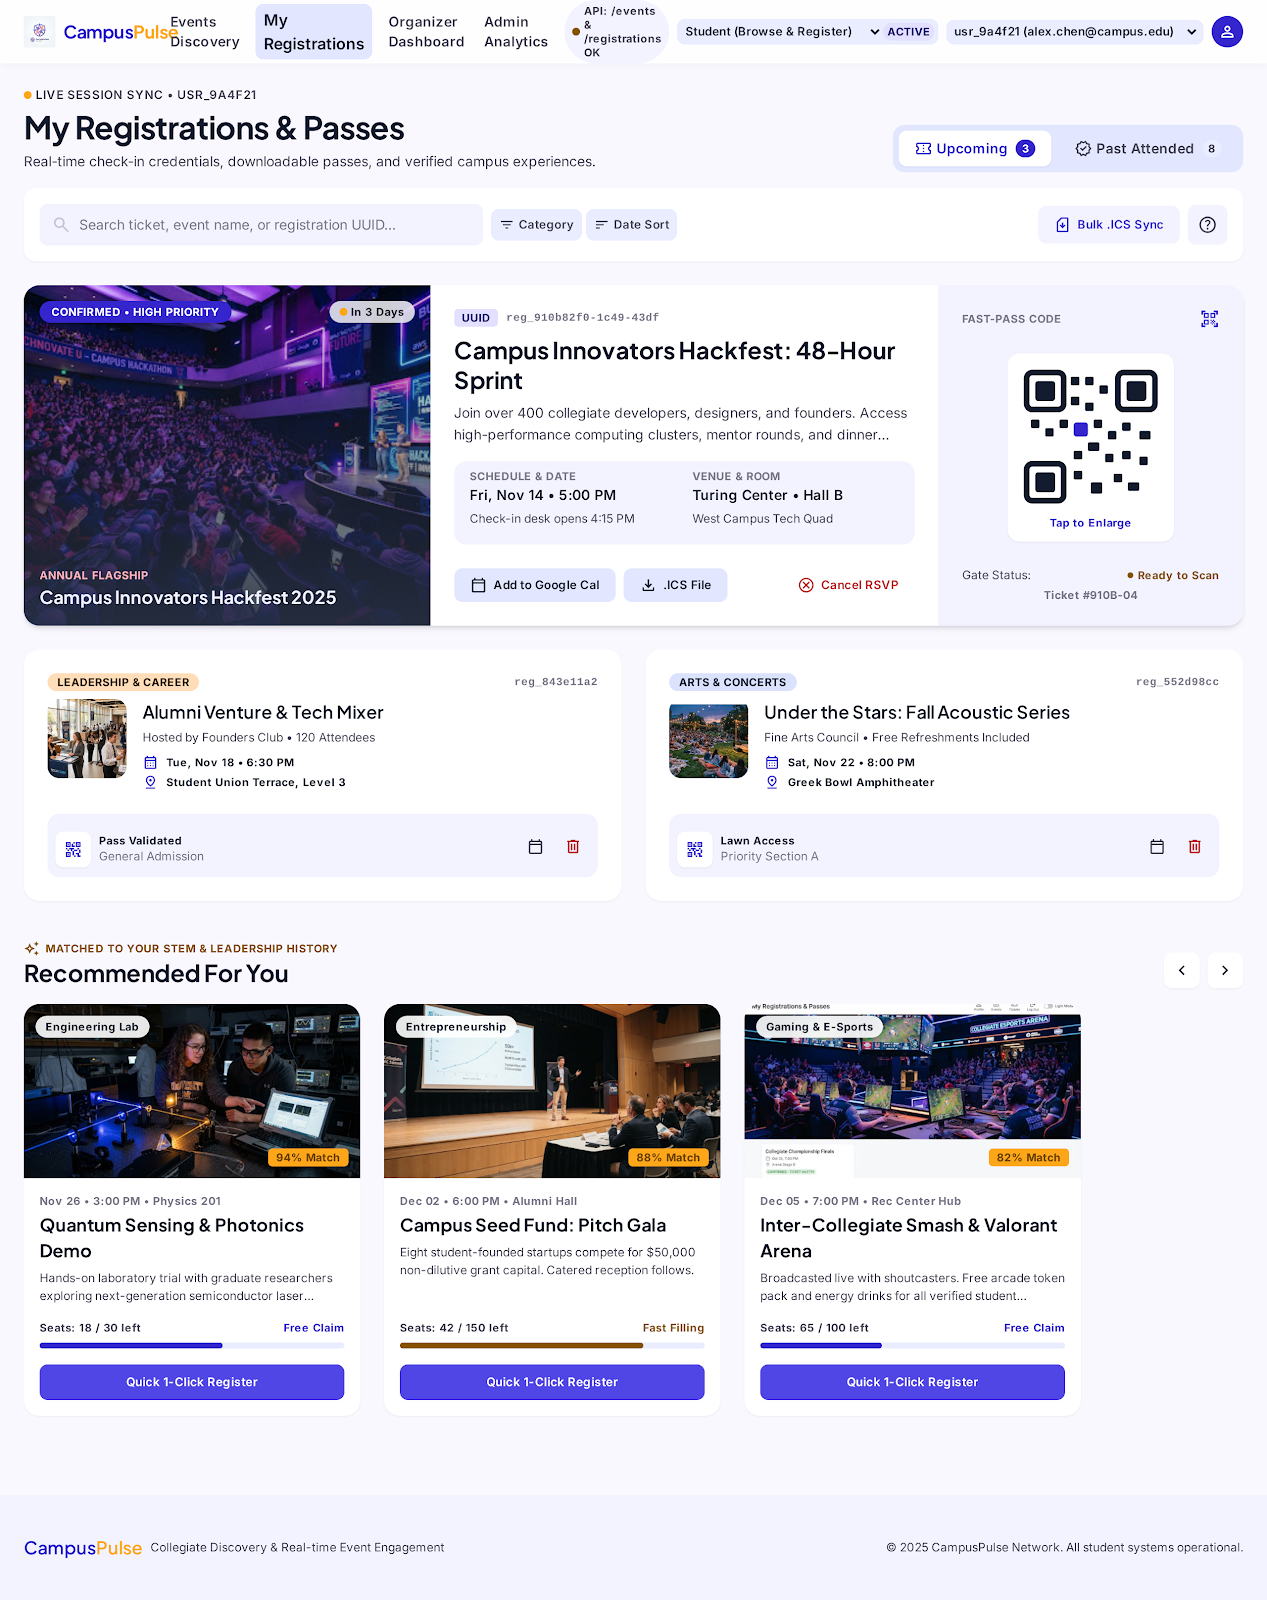 CampusPulse
Events Discovery
My Registrations
Organizer Dashboard
Admin Analytics
API: /events & /registrations OK
Student (Browse & Register)
ACTIVE
usr_9a4f21 (alex.chen@campus.edu)
LIVE SESSION SYNC • USR_9A4F21
My Registrations & Passes
Real-time check-in credentials, downloadable passes, and verified campus experiences.
Upcoming 3
Past Attended 8
Search ticket, event name, or registration UUID...
Category
Date Sort
Bulk .ICS Sync
CONFIRMED • HIGH PRIORITY
In 3 Days
CHNOVATE U - CAMPUS HACKATHON
HACK
ANNUAL FLAGSHIP
Campus Innovators Hackfest 2025
UUID reg_910b82f0-1c49-43df
Campus Innovators Hackfest: 48-Hour
Sprint
Join over 400 collegiate developers, designers, and founders. Access
high-performance computing clusters, mentor rounds, and dinner...
SCHEDULE & DATE
Fri, Nov 14 • 5:00 PM
Check-in desk opens 4:15 PM
VENUE & ROOM
Turing Center • Hall B
West Campus Tech Quad
Add to Google Cal
.ICS File
Cancel RSVP
FAST-PASS CODE
Tap to Enlarge
Gate Status:
Ready to Scan
Ticket #910B-04
LEADERSHIP & CAREER
reg_843e11a2
Alumni Venture & Tech Mixer
Hosted by Founders Club • 120 Attendees
Tue, Nov 18 • 6:30 PM
Student Union Terrace, Level 3
Pass Validated
General Admission
ARTS & CONCERTS
reg_552d98cc
Under the Stars: Fall Acoustic Series
Fine Arts Council • Free Refreshments Included
Sat, Nov 22 • 8:00 PM
Greek Bowl Amphitheater
Lawn Access
Priority Section A
MATCHED TO YOUR STEM & LEADERSHIP HISTORY
Recommended For You
Engineering Lab
94% Match
Nov 26 • 3:00 PM • Physics 201
Quantum Sensing & Photonics
Demo
Hands-on laboratory trial with graduate researchers
exploring next-generation semiconductor laser...
Seats: 18 / 30 left
Free Claim
Quick 1-Click Register
Entrepreneurship
88% Match
Dec 02 • 6:00 PM • Alumni Hall
Campus Seed Fund: Pitch Gala
Eight student-founded startups compete for $50,000
non-dilutive grant capital. Catered reception follows.
Seats: 42 / 150 left
Fast Filling
Quick 1-Click Register
My Registrations & Passes
Gaming & E-Sports
COLLEGIATE ESPORTS ARENA
Collegiate Championship Finals
82% Match
Dec 05 • 7:00 PM • Rec Center Hub
Inter-Collegiate Smash & Valorant
Arena
Broadcasted live with shoutcasters. Free arcade token
pack and energy drinks for all verified student...
Seats: 65 / 100 left
Free Claim
Quick 1-Click Register
CampusPulse
Collegiate Discovery & Real-time Event Engagement
© 2025 CampusPulse Network. All student systems operational.